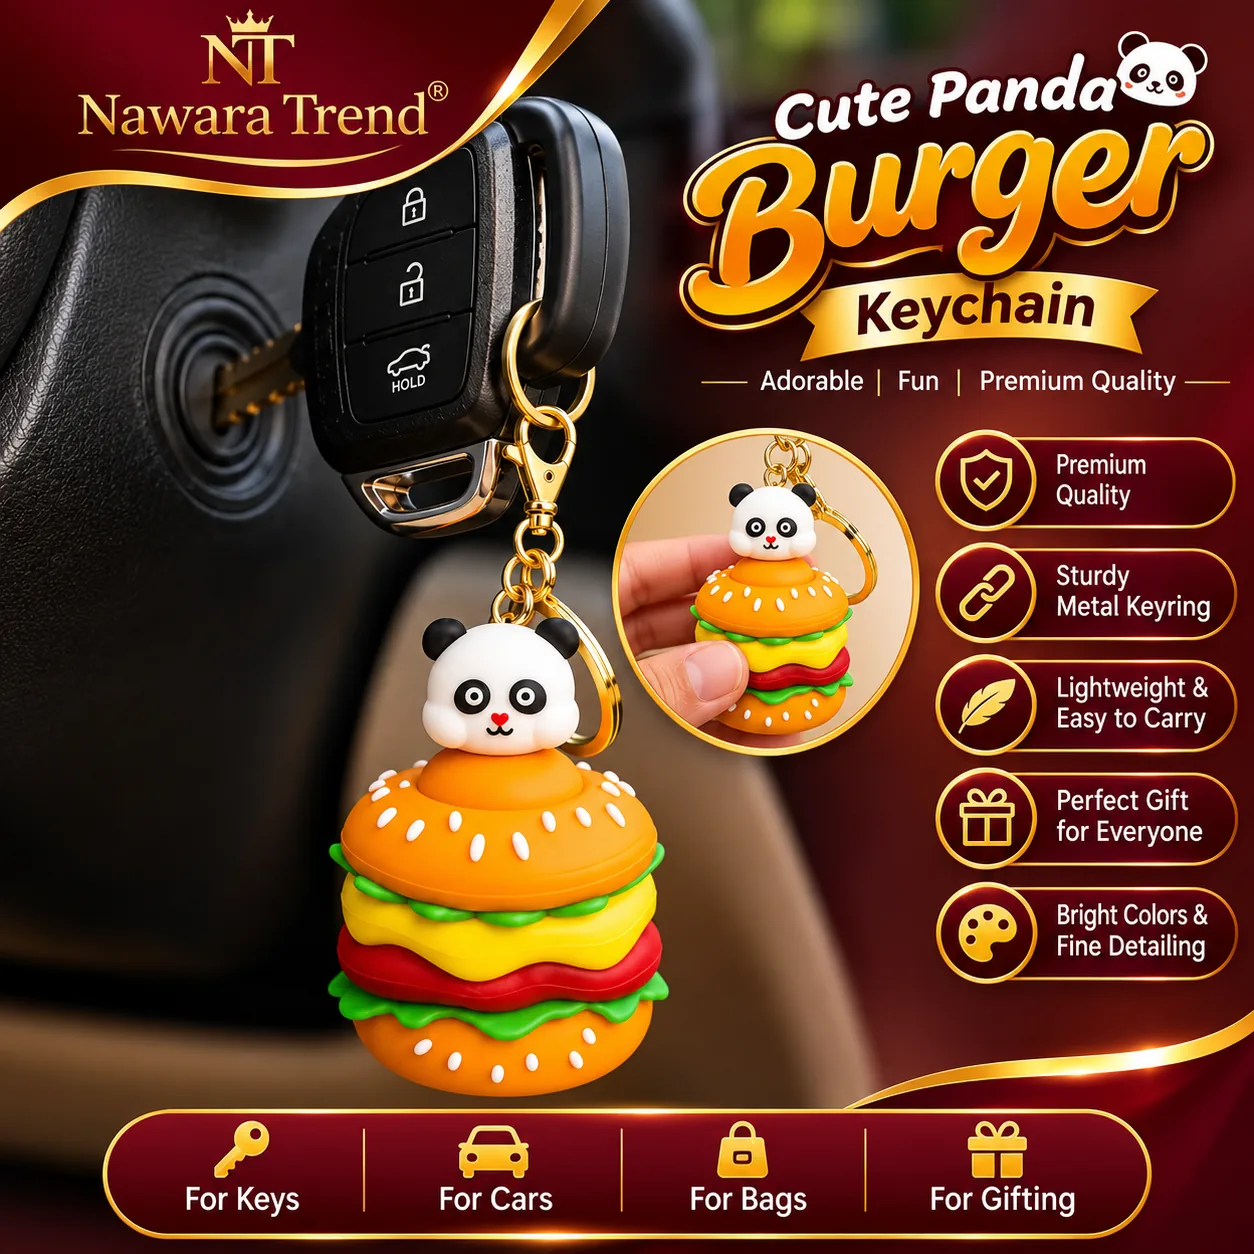 NT
Nawara Trend®
HOLD
Cute Panda
Burger
Keychain
Adorable | Fun | Premium Quality
Premium
Quality
Sturdy
Metal Keyring
Lightweight &
Easy to Carry
Perfect Gift
for Everyone
Bright Colors &
Fine Detailing
For Keys
For Cars
For Bags
For Gifting